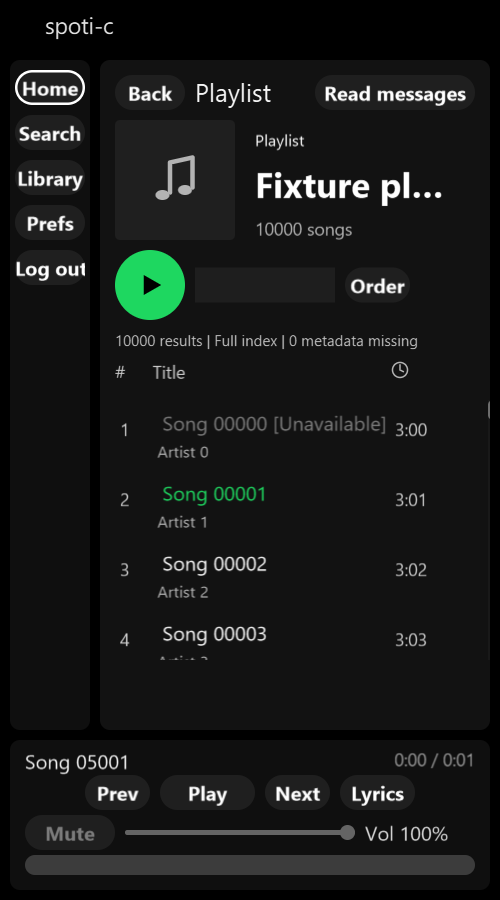 spoti-c
Home
Search
Library
Prefs
Log out
Back Playlist Read messages
Playlist
Fixture pl...
10000 songs
Order
10000 results | Full index | 0 metadata missing
# Title
1 Song 00000 [Unavailable] 3:00
Artist 0
2 Song 00001 3:01
Artist 1
3 Song 00002 3:02
Artist 2
4 Song 00003 3:03
Song 05001 0:00 / 0:01
Prev Play Next Lyrics
Mute Vol 100%